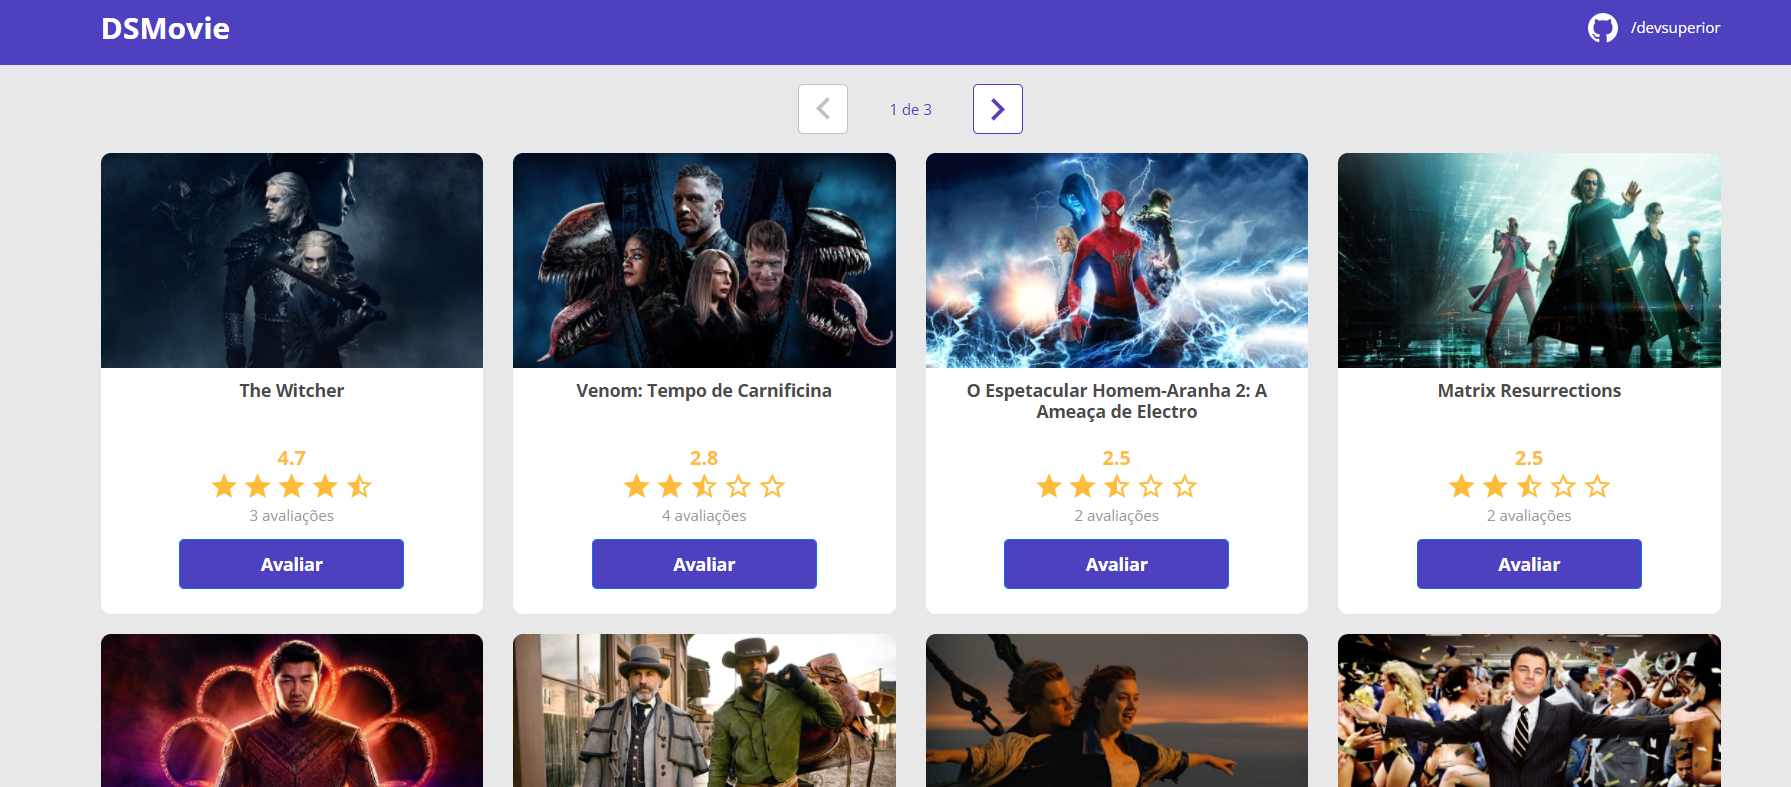 DSMovie
/devsuperior
1 de 3
The Witcher
4.7
3 avaliações
Avaliar
Venom: Tempo de Carnificina
2.8
4 avaliações
Avaliar
O Espetacular Homem-Aranha 2: A
Ameaça de Electro
2.5
2 avaliações
Avaliar
Matrix Resurrections
2.5
2 avaliações
Avaliar